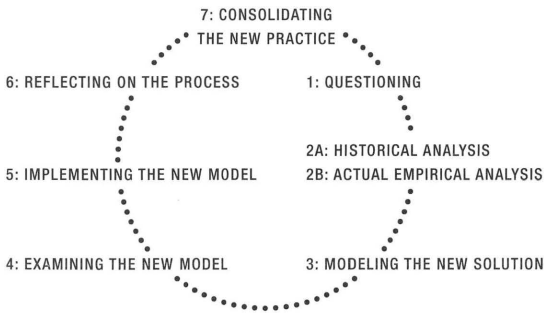 7: CONSOLIDATING
THE NEW PRACTICE
6: REFLECTING ON THE PROCESS
1: QUESTIONING
2A: HISTORICAL ANALYSIS
5: IMPLEMENTING THE NEW MODEL
2B: ACTUAL EMPIRICAL ANALYSIS
4: EXAMINING THE NEW MODEL
3: MODELING THE NEW SOLUTION